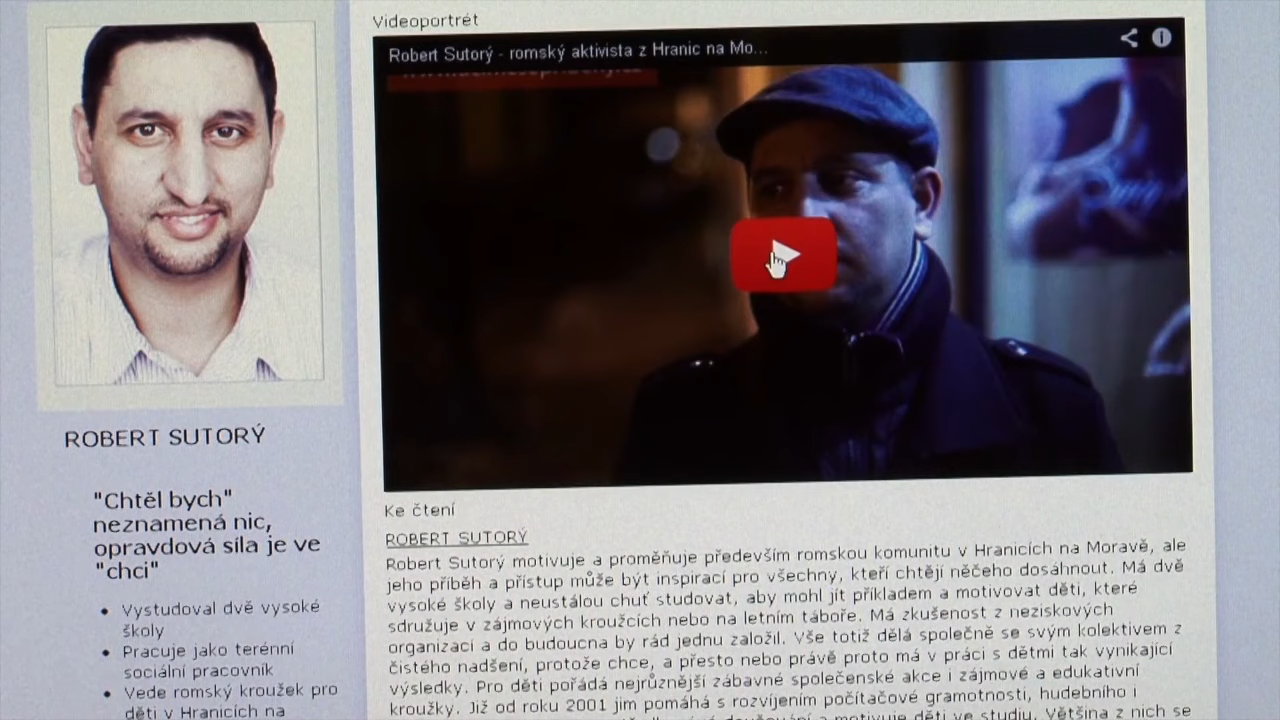 Videoportrét
Robert Sutorý - romský aktivista z Hranic na Mo...
ROBERT SUTORÝ
"Chtěl bych"
neznamená nic,
opravdová síla je ve
"chci"
• Vystudoval dvě vysoké
školy
• Pracuje jako terénní
sociální pracovník
• Vede romský kroužek pro
děti v Hranicích na
Ke čtení
ROBERT SUTORÝ
Robert Sutorý motivuje a proměňuje především romskou komunitu v Hranicích na Moravě, ale
jeho příběh a přístup může být inspirací pro všechny, kteří chtějí něčeho dosáhnout. Má dvě
vysoké školy a neustálou chuť studovat, aby mohl jít příkladem a motivovat děti, které
sdružuje v zájmových kroužcích nebo na letním táboře. Má zkušenost z neziskových
organizací a do budoucna by rád jednu založil. Vše totiž dělá společně se svým kolektivem z
čistého nadšení, protože chce, a přesto nebo právě proto má v práci s dětmi tak vynikající
výsledky. Pro děti pořádá nejrůznější zábavné společenské akce i zájmové a edukativní
kroužky. Již od roku 2001 jim pomáhá s rozvíjením počítačové gramotnosti, hudebního i
a motivuje děti ve studiu. Většina z nich se